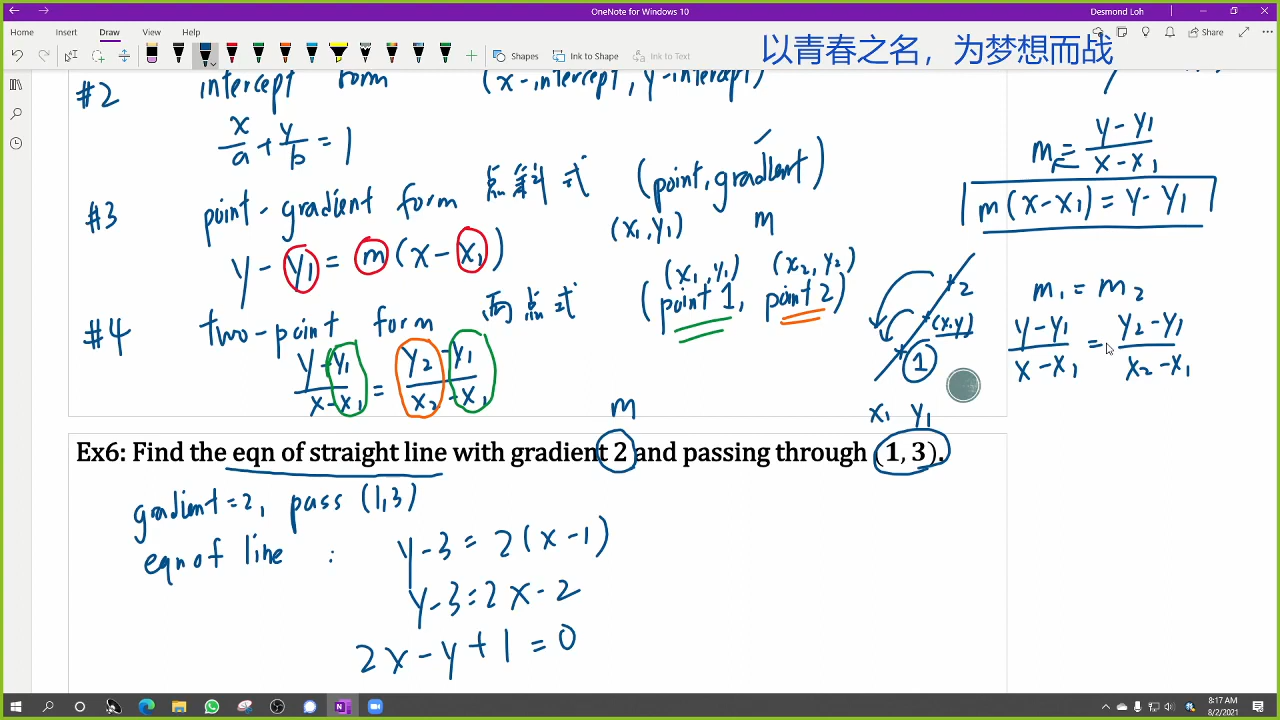 Desmond Loh
OneNote for Windows 10
Home Insert Draw View Help
Shapes Ink to Shape Ink to Text Share
以青春之名，为梦想而战
#2 intercept form (x-intercept, y-intercept)
x/a + y/b = 1
#3 point-gradient form 点斜式 (point, gradient)
(x₁, y₁) m
y - y₁ = m(x - x₁)
#4 two-point form 两点式 (point 1, point 2)
(x₁, y₁) (x₂, y₂)
(y - y₁)/(x - x₁) = (y₂ - y₁)/(x₂ - x₁)
2
(x, y)
1
m = (y - y₁)/(x - x₁)
m(x - x₁) = y - y₁
m₁ = m₂
(y - y₁)/(x - x₁) = (y₂ - y₁)/(x₂ - x₁)
m
x₁ y₁
Ex6: Find the eqn of straight line with gradient 2 and passing through (1, 3).
gradient = 2, pass (1,3)
eqn of line : y - 3 = 2(x - 1)
y - 3 = 2x - 2
2x - y + 1 = 0
8:17 AM
8/2/2021